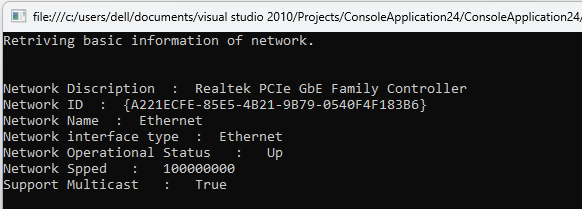 file:///c:/users/dell/documents/visual studio 2010/Projects/ConsoleApplication24/ConsoleApplication24/
Retriving basic information of network.
Network Discription : Realtek PCIe GbE Family Controller
Network ID : {A221ECFE-85E5-4B21-9B79-0540F4F183B6}
Network Name : Ethernet
Network interface type : Ethernet
Network Operational Status : Up
Network Spped : 100000000
Support Multicast : True